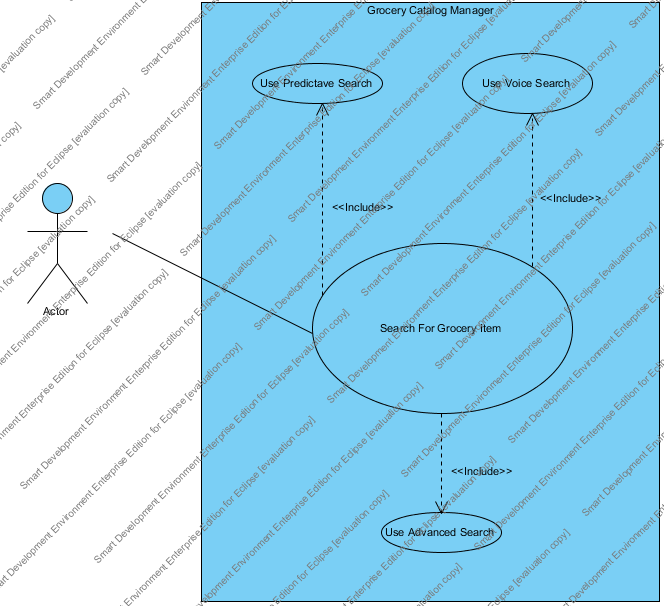 Grocery Catalog Manager
Use Predictave Search
Use Voice Search
<<Include>>
<<Include>>
Actor
Search For Grocery Item
<<Include>>
Use Advanced Search
Smart Development Environment Enterprise Edition for Eclipse [evaluation copy]